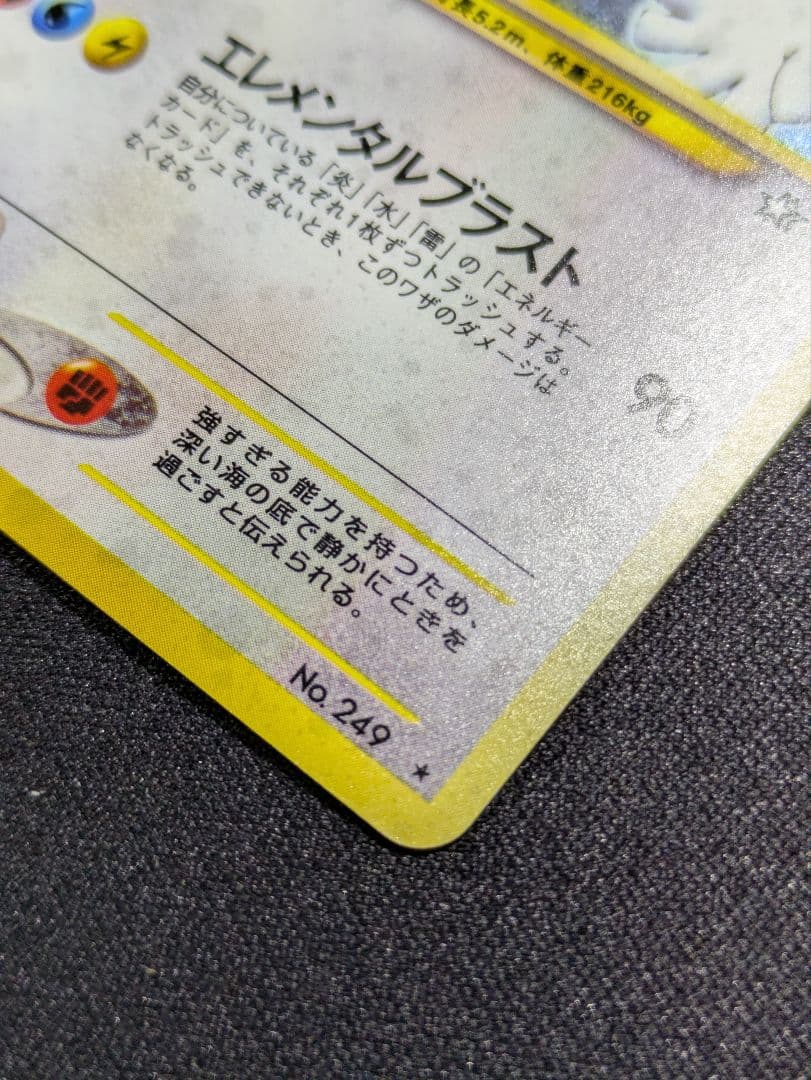 長5.2m、体重216kg
エレメンタルブラスト
自分についている「炎」「水」「雷」の「エネルギー
カード」を、それぞれ1枚ずつトラッシュする。
トラッシュできないとき、このワザのダメージは
なくなる。
90
強すぎる能力を持つため、
深い海の底で静かにときを
過ごすと伝えられる。
No. 249 ★